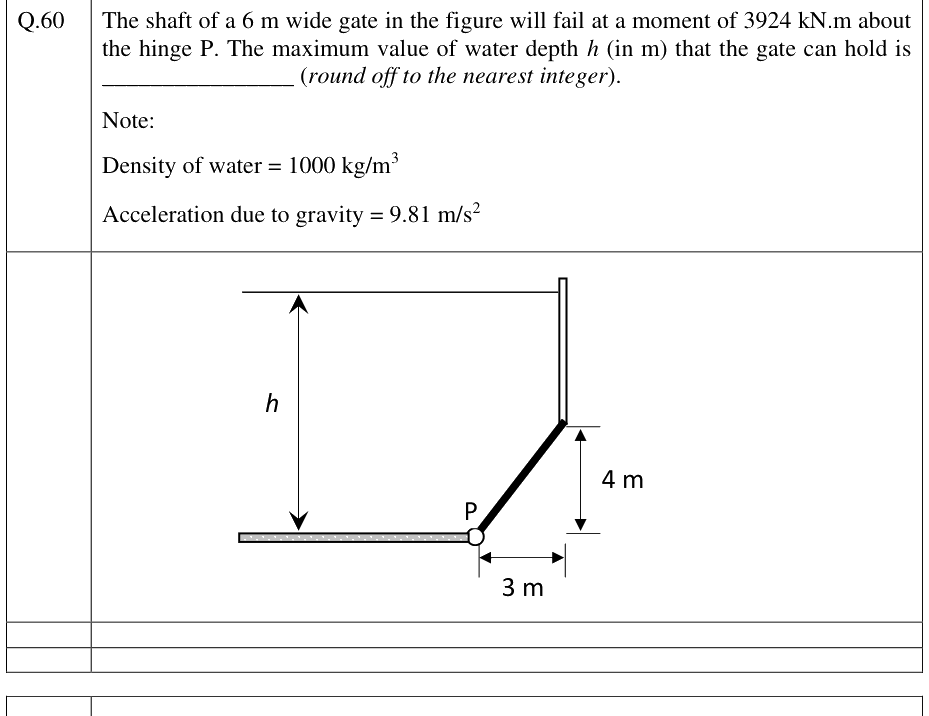 Q.60 The shaft of a 6 m wide gate in the figure will fail at a moment of 3924 kN.m about
the hinge P. The maximum value of water depth h (in m) that the gate can hold is
________________ (round off to the nearest integer).
Note:
Density of water = 1000 kg/m³
Acceleration due to gravity = 9.81 m/s²
h
4 m
P
3 m